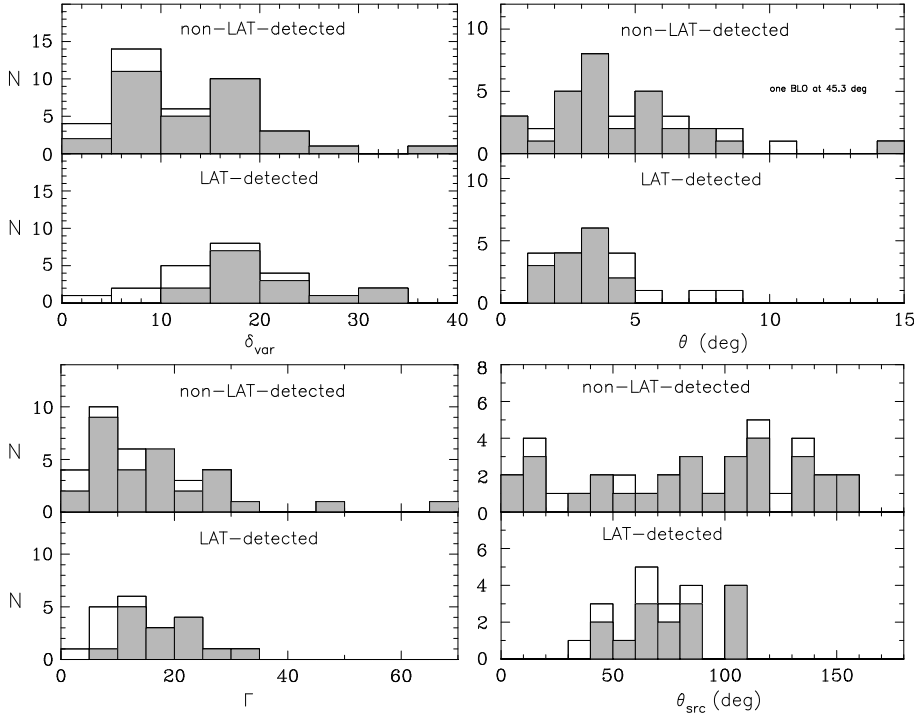 non-LAT-detected
N
15
10
5
0
LAT-detected
N
15
10
5
0
0 10 20 30 40
δvar
non-LAT-detected
one BLO at 45.3 deg
10
5
0
LAT-detected
10
5
0
0 5 10 15
θ (deg)
non-LAT-detected
N
10
5
0
LAT-detected
N
10
5
0
0 20 40 60
Γ
non-LAT-detected
8
6
4
2
0
LAT-detected
6
4
2
0
0 50 100 150
θsrc (deg)